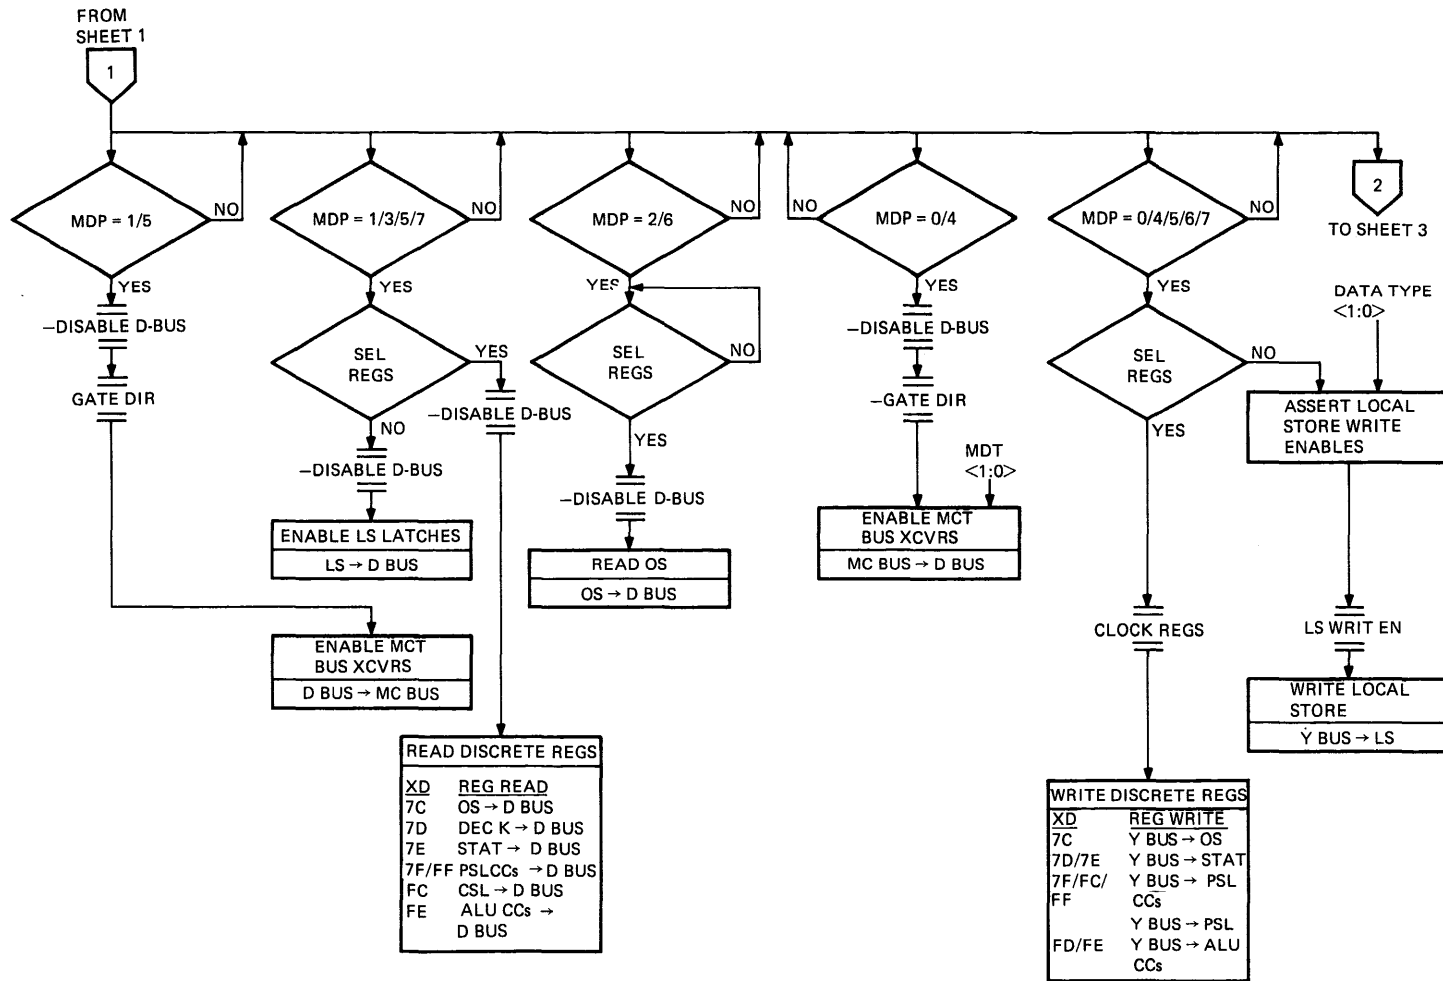 FROM
SHEET 1
1
MDP = 1/5
NO
YES
—DISABLE D-BUS
GATE DIR
ENABLE MCT
BUS XCVRS
D BUS → MC BUS
MDP = 1/3/5/7
NO
YES
SEL
REGS
YES
—DISABLE D-BUS
NO
—DISABLE D-BUS
ENABLE LS LATCHES
LS → D BUS
READ DISCRETE REGS
XD REG READ
7C OS → D BUS
7D DEC K → D BUS
7E STAT → D BUS
7F/FF PSLCCs → D BUS
FC CSL → D BUS
FE ALU CCs →
D BUS
MDP = 2/6
NO
YES
SEL
REGS
NO
YES
—DISABLE D-BUS
READ OS
OS → D BUS
NO
MDP = 0/4
YES
—DISABLE D-BUS
-GATE DIR
MDT
<1:0>
ENABLE MCT
BUS XCVRS
MC BUS → D BUS
MDP = 0/4/5/6/7
NO
YES
SEL
REGS
NO
YES
CLOCK REGS
WRITE DISCRETE REGS
XD REG WRITE
7C Y BUS → OS
7D/7E Y BUS → STAT
7F/FC/ Y BUS → PSL
FF CCs
Y BUS → PSL
FD/FE Y BUS → ALU
CCs
2
TO SHEET 3
DATA TYPE
<1:0>
ASSERT LOCAL
STORE WRITE
ENABLES
LS WRIT EN
WRITE LOCAL
STORE
Y BUS → LS